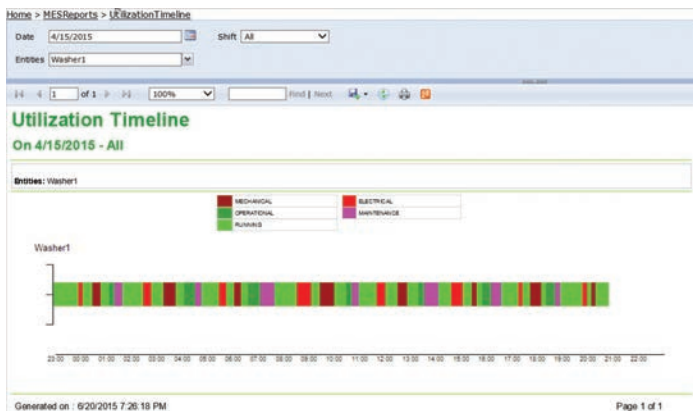 Home > MESReports > UtilizationTimeline
Date 4/15/2015 Shift All
Entities Washer1
1 of 1 100% Find | Next
Utilization Timeline
On 4/15/2015 - All
Entities: Washer1
MECHANICAL ELECTRICAL
OPERATIONAL MAINTENANCE
RUNNING
Washer1
23:00 00:00 01:00 02:00 03:00 04:00 05:00 06:00 07:00 08:00 09:00 10:00 11:00 12:00 13:00 14:00 15:00 16:00 17:00 18:00 19:00 20:00 21:00 22:00
Generated on : 6/20/2015 7:26:18 PM Page 1 of 1